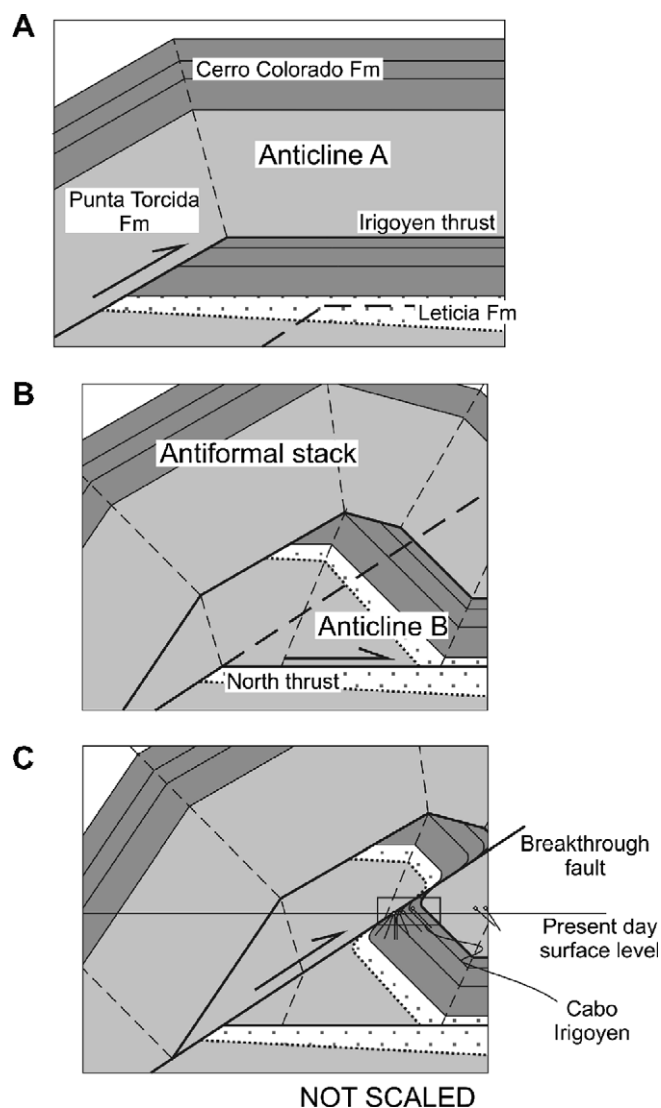 A
Cerro Colorado Fm
Anticline A
Punta Torcida
Fm
Irigoyen thrust
Leticia Fm
B
Antiformal stack
Anticline B
North thrust
C
Breakthrough
fault
Present day
surface level
Cabo
Irigoyen
NOT SCALED